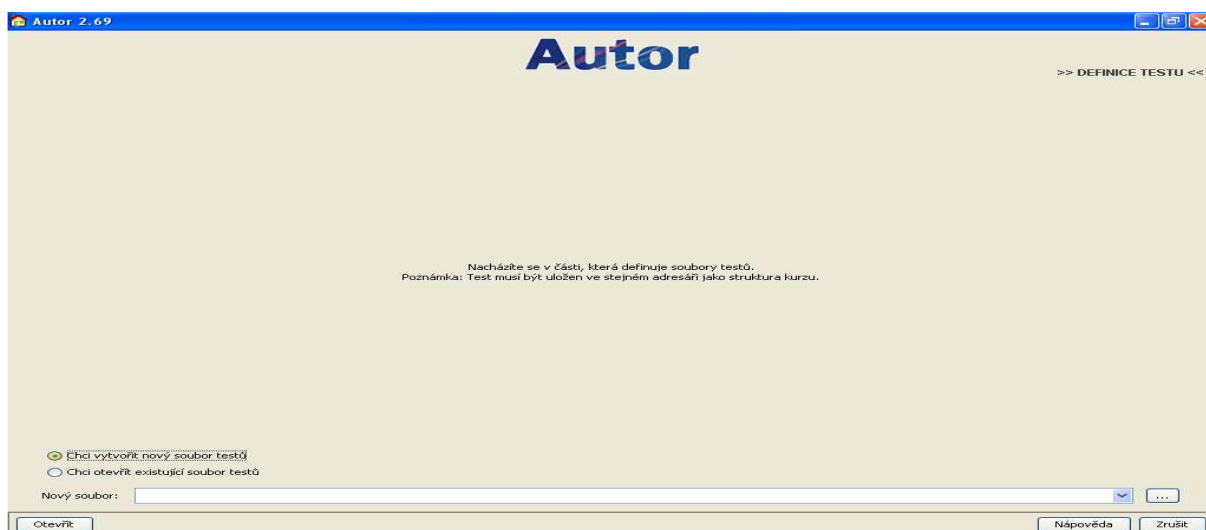 Autor 2.69
Autor
>> DEFINICE TESTU <<
Nacházíte se v části, která definuje soubory testů.
Poznámka: Test musí být uložen ve stejném adresáři jako struktura kurzu.
Chci vytvořit nový soubor testů
Chci otevřít existující soubor testů
Nový soubor:
...
Otevřít
Nápověda
Zrušit